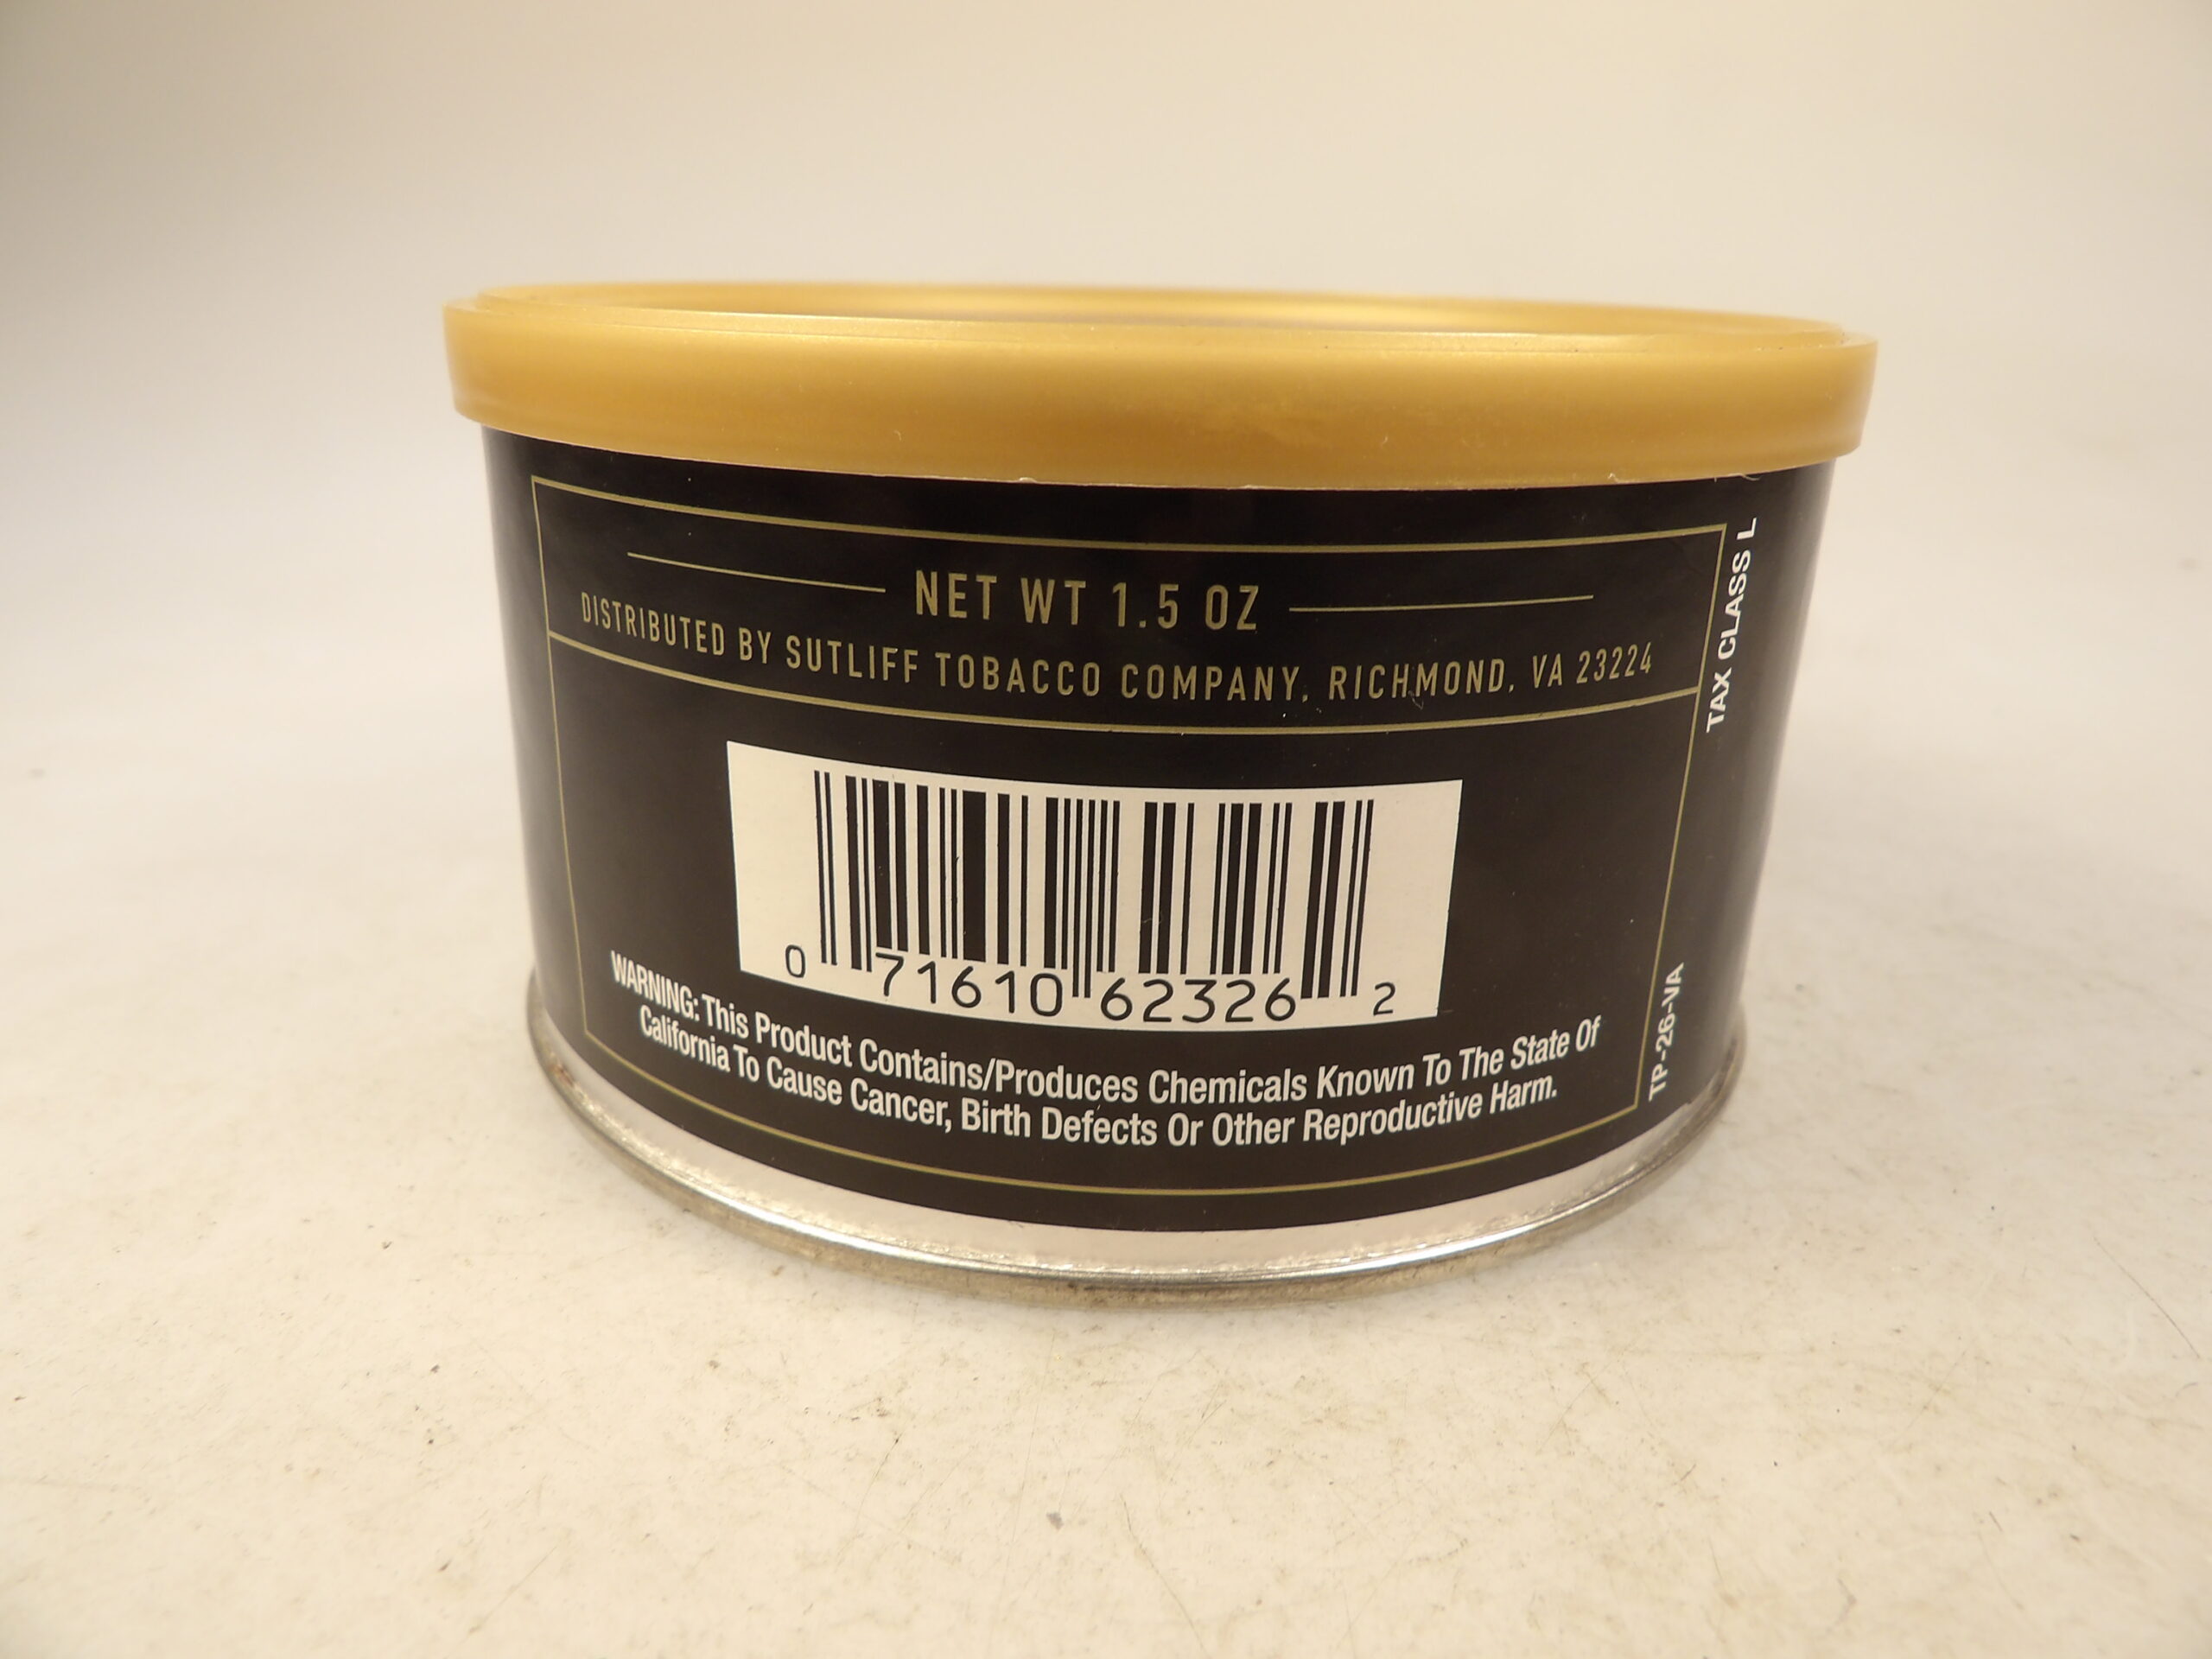 NET WT 1.5 OZ
DISTRIBUTED BY SUTLIFF TOBACCO COMPANY, RICHMOND, VA 23224
TAX CLASS L
0 71610 62326 2
WARNING: This Product Contains/Produces Chemicals Known To The State Of
California To Cause Cancer, Birth Defects Or Other Reproductive Harm.
TP-26-VA